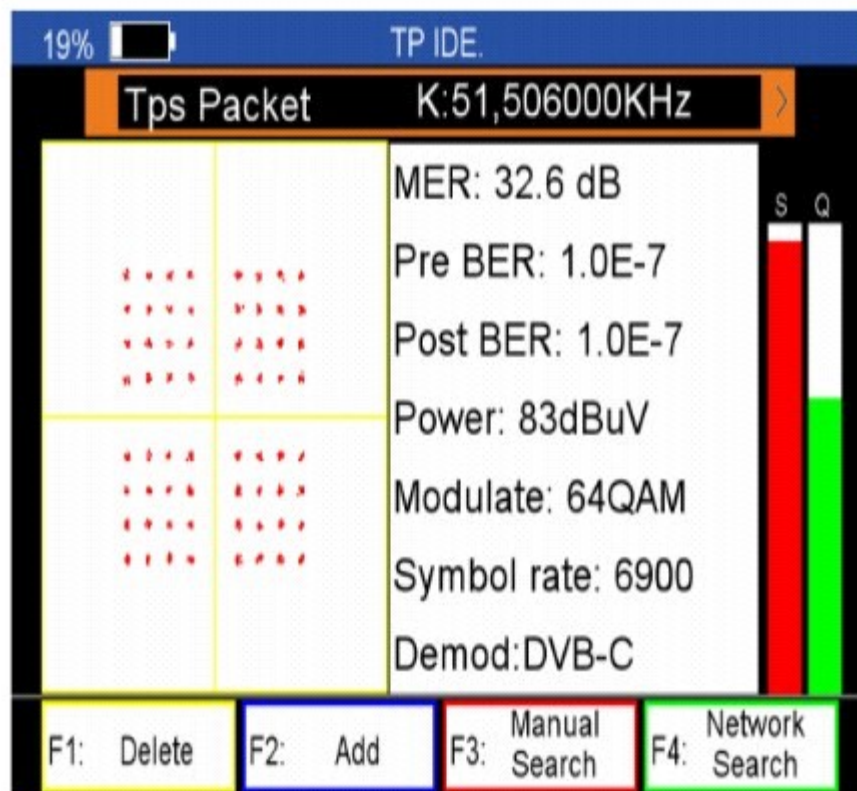 19% TP IDE.
Tps Packet K:51,506000KHz >
MER: 32.6 dB
S Q
Pre BER: 1.0E-7
Post BER: 1.0E-7
Power: 83dBuV
Modulate: 64QAM
Symbol rate: 6900
Demod:DVB-C
F1: Delete F2: Add F3: Manual Search F4: Network Search